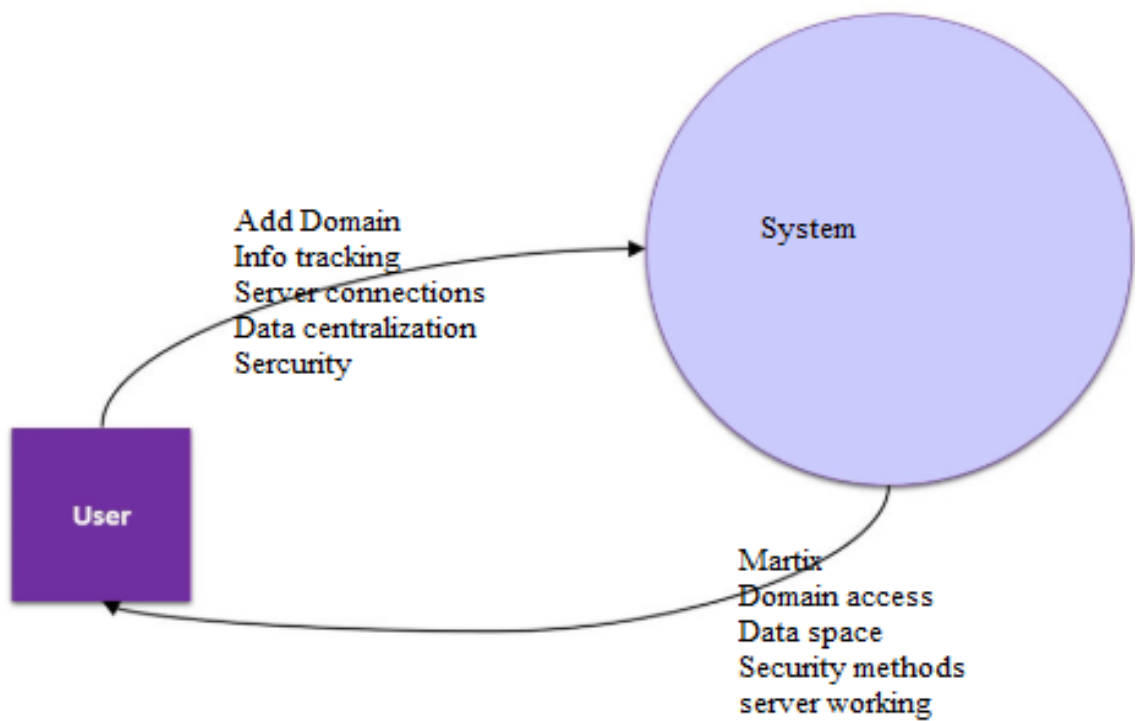 Add Domain
Info tracking
Server connections
Data centralization
Sercurity
System
User
Martix
Domain access
Data space
Security methods
server working